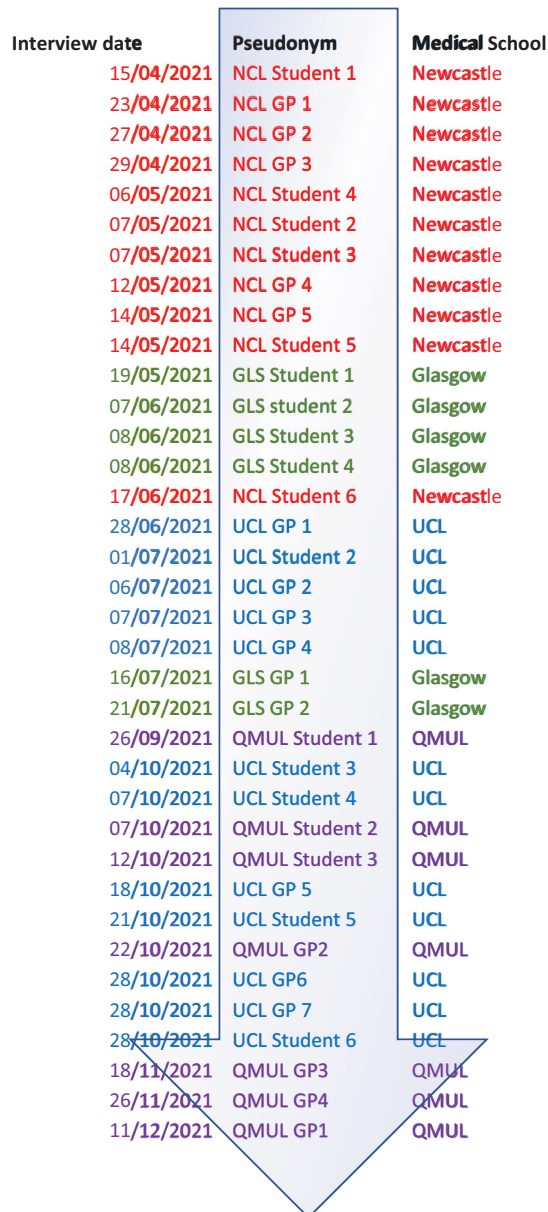 Interview date Pseudonym Medical School
15/04/2021 NCL Student 1 Newcastle
23/04/2021 NCL GP 1 Newcastle
27/04/2021 NCL GP 2 Newcastle
29/04/2021 NCL GP 3 Newcastle
06/05/2021 NCL Student 4 Newcastle
07/05/2021 NCL Student 2 Newcastle
07/05/2021 NCL Student 3 Newcastle
12/05/2021 NCL GP 4 Newcastle
14/05/2021 NCL GP 5 Newcastle
14/05/2021 NCL Student 5 Newcastle
19/05/2021 GLS Student 1 Glasgow
07/06/2021 GLS student 2 Glasgow
08/06/2021 GLS Student 3 Glasgow
08/06/2021 GLS Student 4 Glasgow
17/06/2021 NCL Student 6 Newcastle
28/06/2021 UCL GP 1 UCL
01/07/2021 UCL Student 2 UCL
06/07/2021 UCL GP 2 UCL
07/07/2021 UCL GP 3 UCL
08/07/2021 UCL GP 4 UCL
16/07/2021 GLS GP 1 Glasgow
21/07/2021 GLS GP 2 Glasgow
26/09/2021 QMUL Student 1 QMUL
04/10/2021 UCL Student 3 UCL
07/10/2021 UCL Student 4 UCL
07/10/2021 QMUL Student 2 QMUL
12/10/2021 QMUL Student 3 QMUL
18/10/2021 UCL GP 5 UCL
21/10/2021 UCL Student 5 UCL
22/10/2021 QMUL GP2 QMUL
28/10/2021 UCL GP6 UCL
28/10/2021 UCL GP 7 UCL
28/10/2021 UCL Student 6 UCL
18/11/2021 QMUL GP3 QMUL
26/11/2021 QMUL GP4 QMUL
11/12/2021 QMUL GP1 QMUL